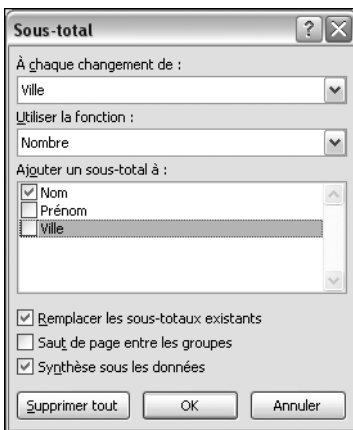 Sous-total
À chaque changement de :
Ville
Utiliser la fonction :
Nombre
Ajouter un sous-total à :
Nom
Prénom
Ville
Remplacer les sous-totaux existants
Saut de page entre les groupes
Synthèse sous les données
Supprimer tout OK Annuler